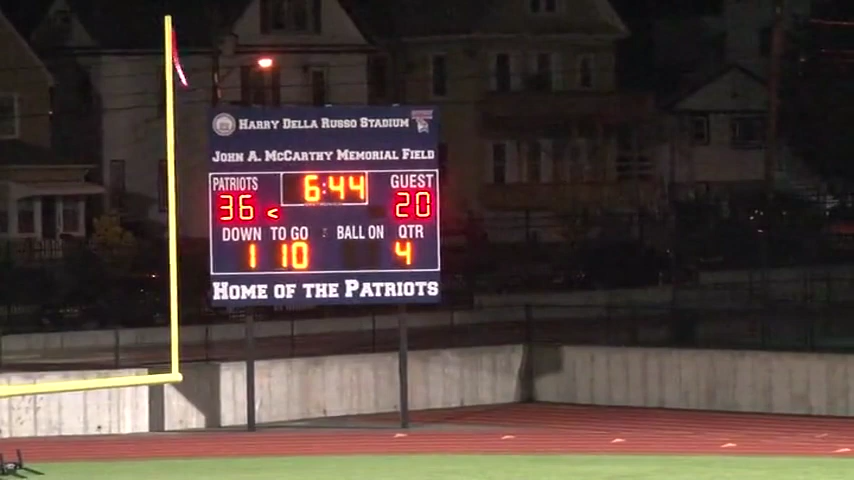 HARRY DELLA RUSSO STADIUM
JOHN A. MCCARTHY MEMORIAL FIELD
PATRIOTS 6:44 GUEST
36 < 20
DOWN TO GO : BALL ON QTR
1 10 4
HOME OF THE PATRIOTS